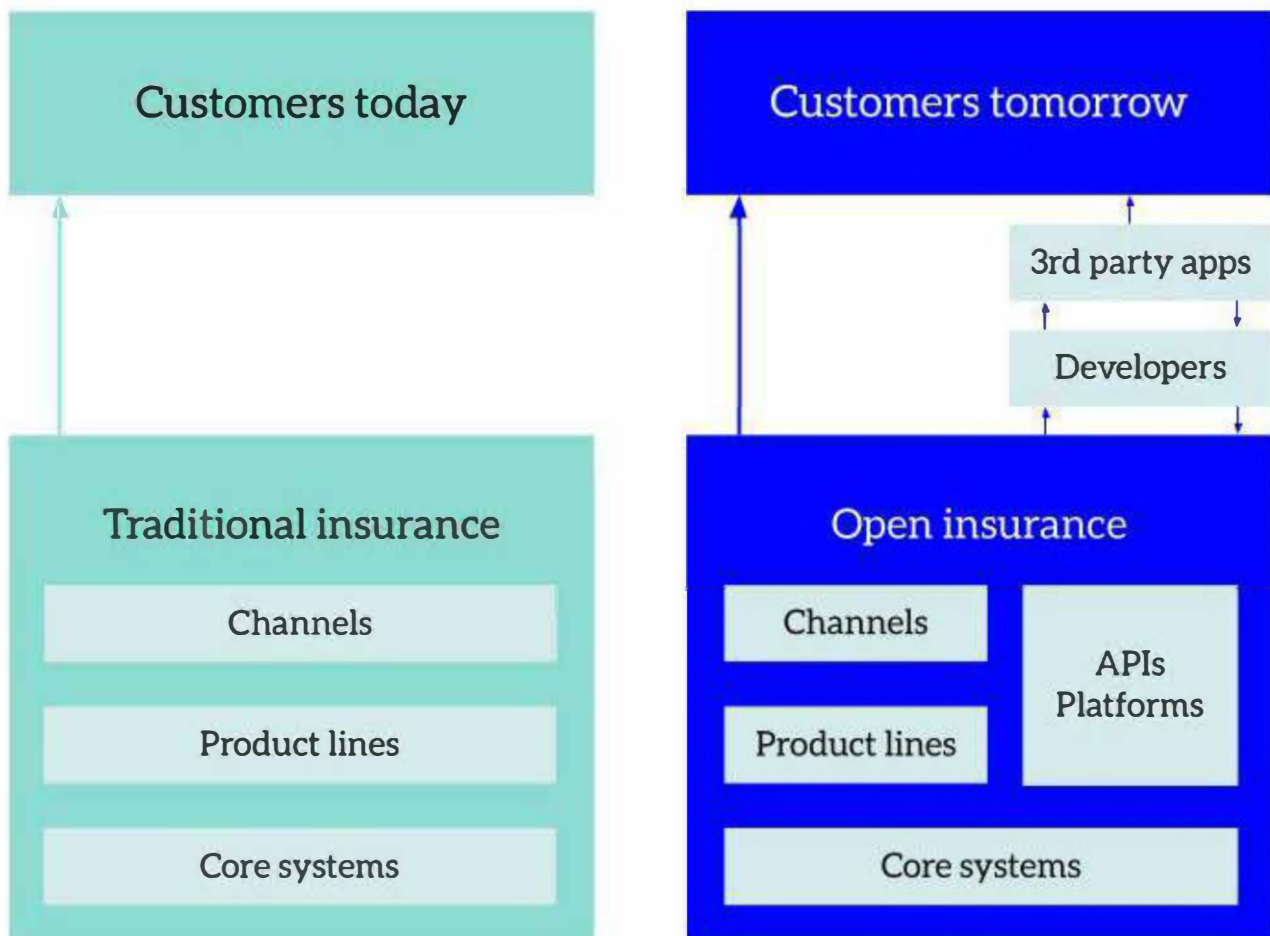 Customers today
Customers tomorrow
3rd party apps
Developers
Traditional insurance
Channels
Product lines
Core systems
Open insurance
Channels
Product lines
APIs
Platforms
Core systems